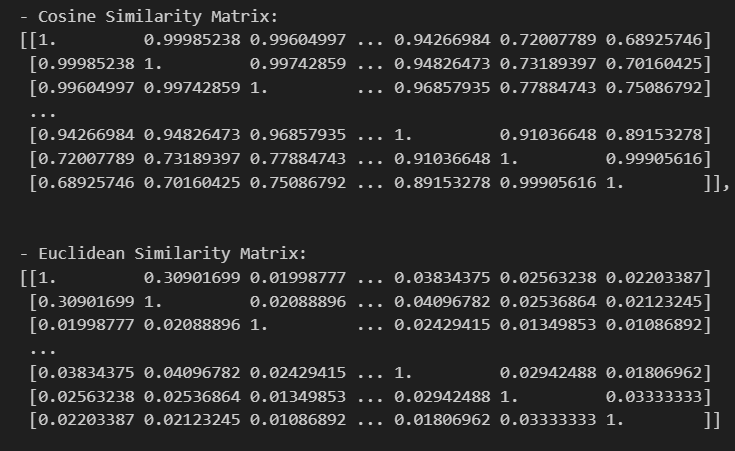 - Cosine Similarity Matrix:
[[1.         0.99985238 0.99604997 ... 0.94266984 0.72007789 0.68925746]
 [0.99985238 1.         0.99742859 ... 0.94826473 0.73189397 0.70160425]
 [0.99604997 0.99742859 1.         ... 0.96857935 0.77884743 0.75086792]
 ...
 [0.94266984 0.94826473 0.96857935 ... 1.         0.91036648 0.89153278]
 [0.72007789 0.73189397 0.77884743 ... 0.91036648 1.         0.99905616]
 [0.68925746 0.70160425 0.75086792 ... 0.89153278 0.99905616 1.        ]],
- Euclidean Similarity Matrix:
[[1.         0.30901699 0.01998777 ... 0.03834375 0.02563238 0.02203387]
 [0.30901699 1.         0.02088896 ... 0.04096782 0.02536864 0.02123245]
 [0.01998777 0.02088896 1.         ... 0.02429415 0.01349853 0.01086892]
 ...
 [0.03834375 0.04096782 0.02429415 ... 1.         0.02942488 0.01806962]
 [0.02563238 0.02536864 0.01349853 ... 0.02942488 1.         0.03333333]
 [0.02203387 0.02123245 0.01086892 ... 0.01806962 0.03333333 1.        ]]